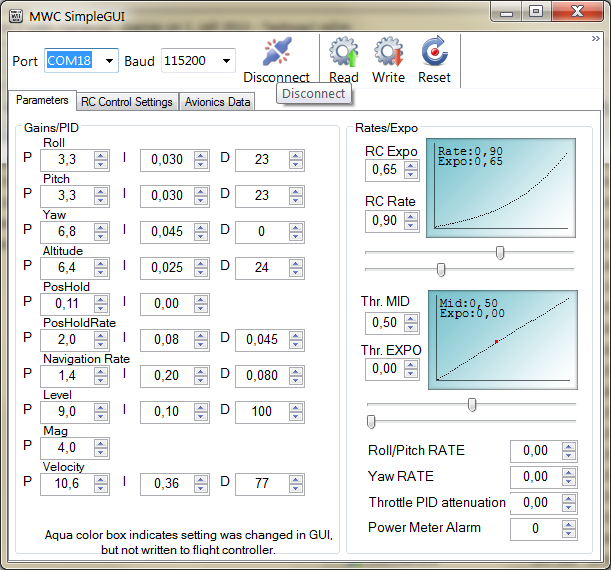 MWC SimpleGUI
Port COM18 Baud 115200 Disconnect Read Write Reset
Disconnect
Parameters RC Control Settings Avionics Data
Gains/PID
Roll
P 3,3 I 0,030 D 23
Pitch
P 3,3 I 0,030 D 23
Yaw
P 6,8 I 0,045 D 0
Altitude
P 6,4 I 0,025 D 24
PosHold
P 0,11 I 0,00
PosHoldRate
P 2,0 I 0,08 D 0,045
Navigation Rate
P 1,4 I 0,20 D 0,080
Level
P 9,0 I 0,10 D 100
Mag
P 4,0
Velocity
P 10,6 I 0,36 D 77
Aqua color box indicates setting was changed in GUI,
but not written to flight controller.
Rates/Expo
RC Expo
0,65
RC Rate
0,90
Rate:0,90
Expo:0,65
Thr. MID
0,50
Thr. EXPO
0,00
Mid:0,50
Expo:0,00
Roll/Pitch RATE 0,00
Yaw RATE 0,00
Throttle PID attenuation 0,00
Power Meter Alarm 0